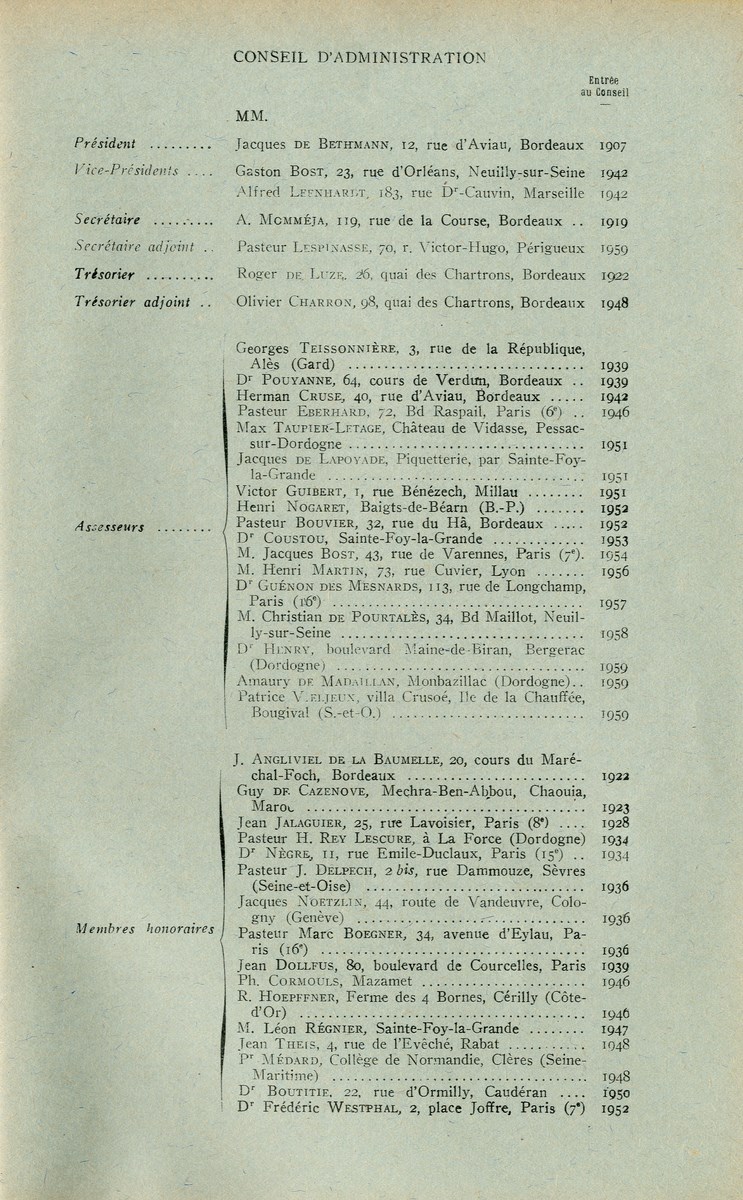 CONSEIL D'ADMINISTRATION
Entrée
au Conseil
MM.
Président ......... Jacques DE BETHMANN, 12, rue d'Aviau, Bordeaux 1907
Vice-Présidents .... Gaston BOST, 23, rue d'Orléans, Neuilly-sur-Seine 1942
Alfred LEENHARDT, 183, rue Dr-Cauvin, Marseille 1942
Secrétaire ......... A. MOMMÉJA, 119, rue de la Course, Bordeaux .. 1919
Secrétaire adjoint .. Pasteur LESPINASSE, 70, r. Victor-Hugo, Périgueux 1959
Trésorier .......... Roger DE LUZE, 26, quai des Chartrons, Bordeaux 1922
Trésorier adjoint .. Olivier CHARRON, 98, quai des Chartrons, Bordeaux 1948
Georges TEISSONNIÈRE, 3, rue de la République,
Alès (Gard) .................................. 1939
Dr POUYANNE, 64, cours de Verdun, Bordeaux .. 1939
Herman CRUSE, 40, rue d'Aviau, Bordeaux ..... 1942
Pasteur EBERHARD, 72, Bd Raspail, Paris (6e) .. 1946
Max TAUPIER-LETAGE, Château de Vidasse, Pessac-
sur-Dordogne .................................. 1951
Jacques DE LAPOYADE, Piquetterie, par Sainte-Foy-
la-Grande .................................... 1951
Victor GUIBERT, 1, rue Bénézech, Millau ........ 1951
Henri NOGARET, Baigts-de-Béarn (B.-P.) ....... 1952
Assesseurs ........ Pasteur BOUVIER, 32, rue du Hâ, Bordeaux ..... 1952
Dr COUSTOU, Sainte-Foy-la-Grande ............. 1953
M. Jacques BOST, 43, rue de Varennes, Paris (7e). 1954
M. Henri MARTIN, 73, rue Cuvier, Lyon ....... 1956
Dr GUÉNON DES MESNARDS, 113, rue de Longchamp,
Paris (16e) .................................... 1957
M. Christian DE POURTALÈS, 34, Bd Maillot, Neuil-
ly-sur-Seine ................................... 1958
Dr HENRY, boulevard Maine-de-Biran, Bergerac
(Dordogne) ................................... 1959
Amaury DE MADAILLAN, Monbazillac (Dordogne).. 1959
Patrice VIELJEUX, villa Crusoé, Ile de la Chauffée,
Bougival (S.-et-O.) ............................ 1959
J. ANGLIVIEL DE LA BAUMELLE, 20, cours du Maré-
chal-Foch, Bordeaux .......................... 1922
Guy DE CAZENOVE, Mechra-Ben-Abbou, Chaouia,
Maroc ........................................ 1923
Jean JALAGUIER, 25, rue Lavoisier, Paris (8e) .... 1928
Pasteur H. REY LESCURE, à La Force (Dordogne) 1934
Dr NÈGRE, 11, rue Emile-Duclaux, Paris (15e) .. 1934
Pasteur J. DELPECH, 2 bis, rue Dammouze, Sèvres
(Seine-et-Oise) ................................ 1936
Jacques NOETZLIN, 44, route de Vandeuvre, Colo-
gny (Genève) ................................. 1936
Membres honoraires Pasteur Marc BOEGNER, 34, avenue d'Eylau, Pa-
ris (16e) ...................................... 1936
Jean DOLLFUS, 80, boulevard de Courcelles, Paris 1939
Ph. CORMOULS, Mazamet ........................ 1946
R. HOEPFFNER, Ferme des 4 Bornes, Cérilly (Côte-
d'Or) ......................................... 1946
M. Léon RÉGNIER, Sainte-Foy-la-Grande ........ 1947
Jean THEIS, 4, rue de l'Evêché, Rabat ........... 1948
Pr MÉDARD, Collège de Normandie, Clères (Seine-
Maritime) ..................................... 1948
Dr BOUTITIE, 22, rue d'Ormilly, Caudéran .... 1950
Dr Frédéric WESTPHAL, 2, place Joffre, Paris (7e) 1952